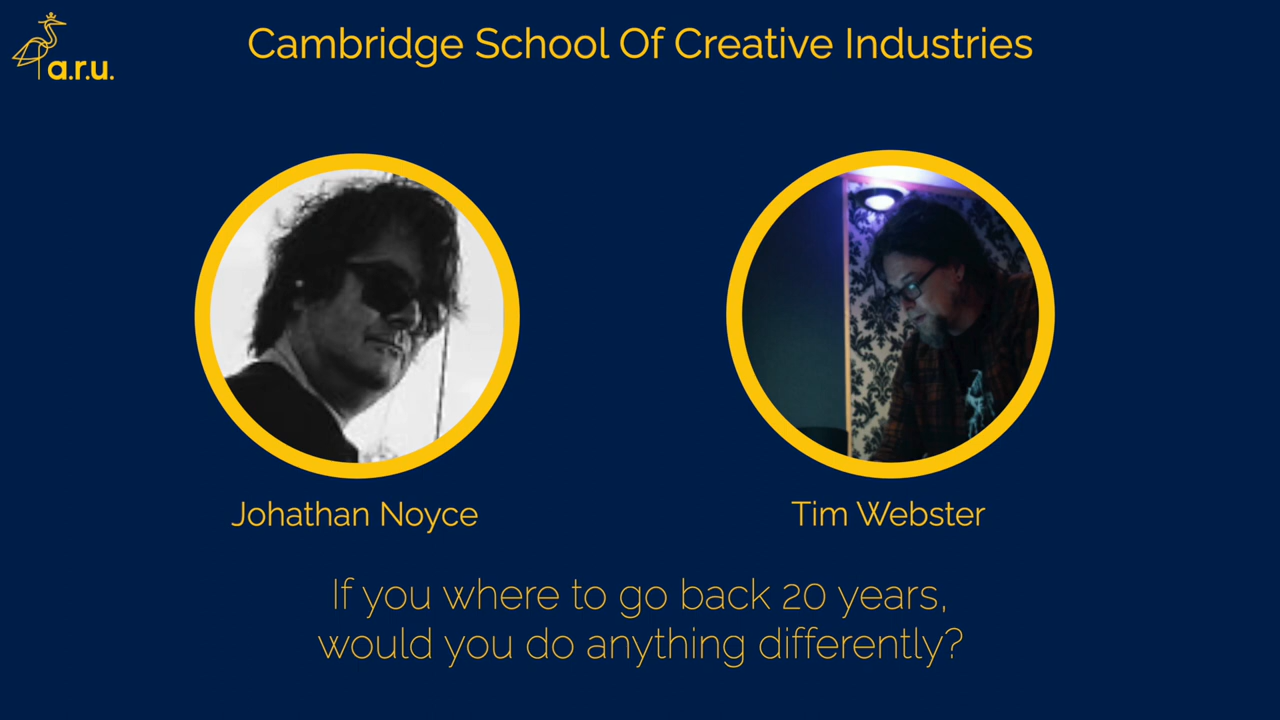 a.r.u.
Cambridge School Of Creative Industries
Johathan Noyce
Tim Webster
If you where to go back 20 years,
would you do anything differently?